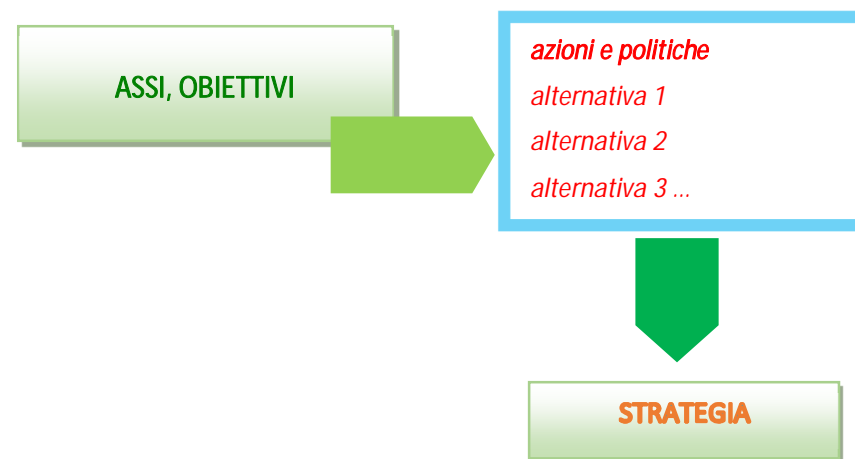 ASSI, OBIETTIVI
azioni e politiche
alternativa 1
alternativa 2
alternativa 3 ...
STRATEGIA